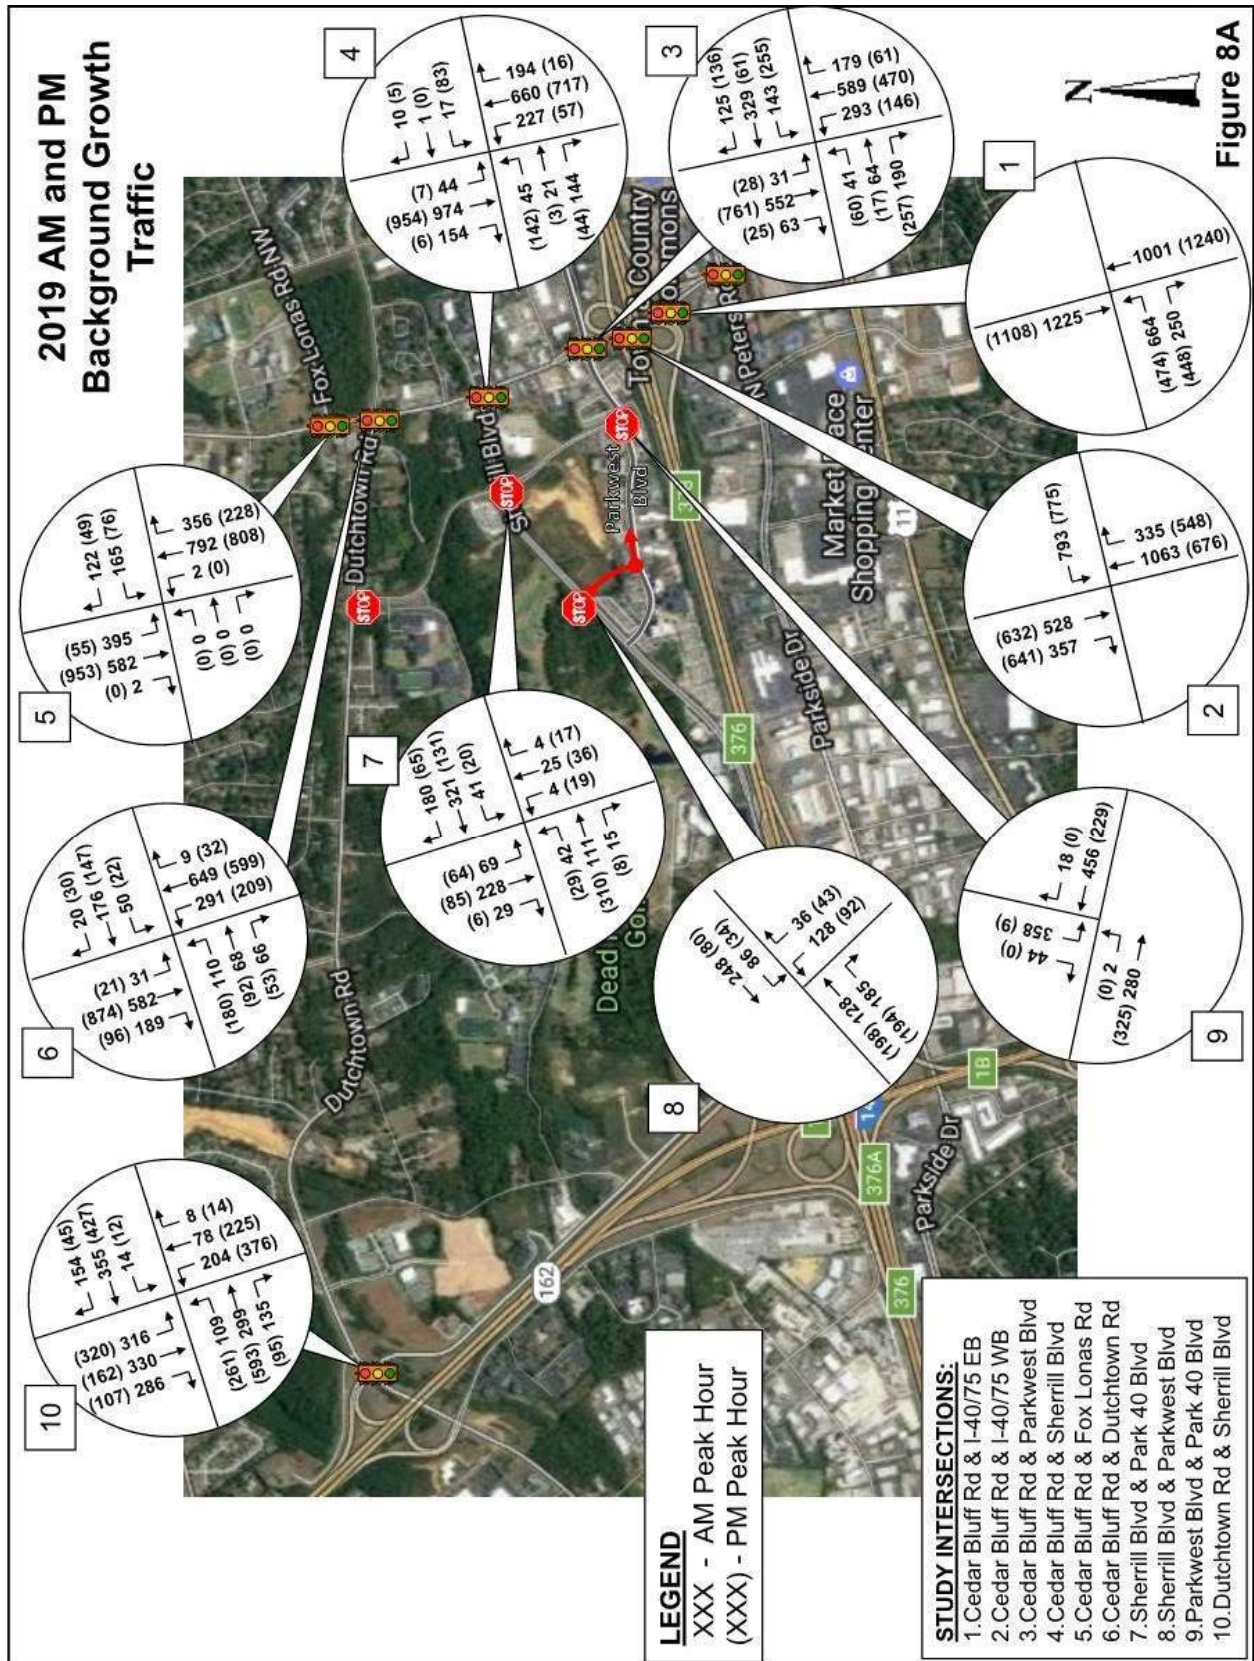 2019 AM and PM
Background Growth
Traffic
4
10 (5)
1 (0)
17 (83)
(7) 44
(954) 974
(6) 154
194 (16)
660 (717)
227 (57)
(142) 45
(3) 21
(44) 144
3
125 (136)
329 (61)
143 (255)
(28) 31
(761) 552
(25) 63
179 (61)
589 (470)
293 (146)
(60) 41
(17) 64
(257) 190
N
1
(1108) 1225
1001 (1240)
(474) 664
(448) 250
Figure 8A
5
122 (49)
165 (76)
(55) 395
(953) 582
(0) 2
356 (228)
792 (808)
2 (0)
(0) 0
(0) 0
(0) 0
2
793 (775)
(632) 528
(641) 357
335 (548)
1063 (676)
6
20 (30)
176 (147)
50 (22)
(21) 31
(874) 582
(96) 189
9 (32)
649 (599)
291 (209)
(180) 110
(92) 68
(53) 66
7
180 (65)
321 (131)
41 (20)
(64) 69
(85) 228
(6) 29
4 (17)
25 (36)
4 (19)
(29) 42
(310) 111
(8) 15
8
248 (80)
86 (34)
36 (43)
128 (92)
(198) 128
(194) 185
9
18 (0)
456 (229)
358 (9)
44 (0)
(0) 2
(325) 280
10
154 (45)
355 (427)
14 (12)
(320) 316
(162) 330
(107) 286
8 (14)
78 (225)
204 (376)
(261) 109
(593) 299
(95) 135
Fox Lonas Rd NW
Dutchtown Rd
Dutchtown Rd
Blvd
STOP
STOP
STOP
STOP
Parkwest
Blvd
Country
N Peters
Market
Shopping
11
Parkside Dr
Parkside Dr
Dead
376
376
376A
1B
162
LEGEND
XXX - AM Peak Hour
(XXX) - PM Peak Hour
STUDY INTERSECTIONS:
1.Cedar Bluff Rd & I-40/75 EB
2.Cedar Bluff Rd & I-40/75 WB
3.Cedar Bluff Rd & Parkwest Blvd
4.Cedar Bluff Rd & Sherrill Blvd
5.Cedar Bluff Rd & Fox Lonas Rd
6.Cedar Bluff Rd & Dutchtown Rd
7.Sherrill Blvd & Park 40 Blvd
8.Sherrill Blvd & Parkwest Blvd
9.Parkwest Blvd & Park 40 Blvd
10.Dutchtown Rd & Sherrill Blvd